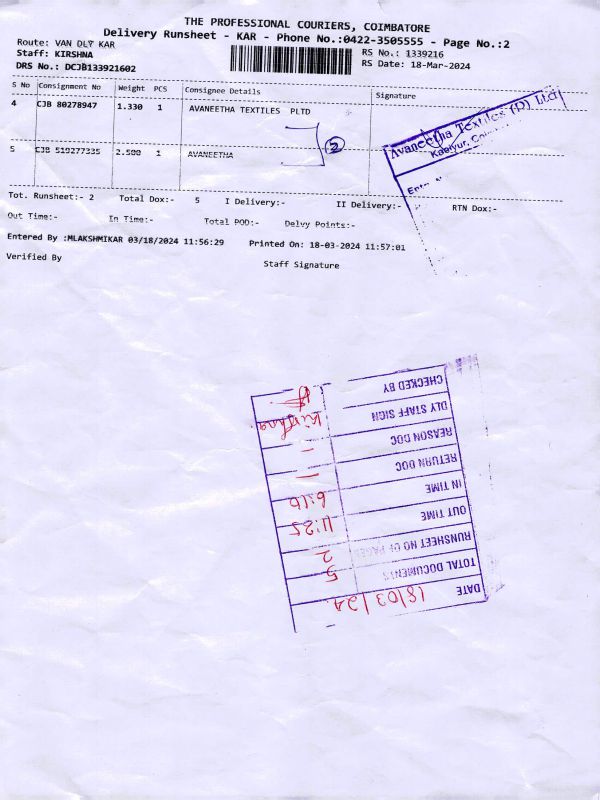 THE PROFESSIONAL COURIERS, COIMBATORE
Delivery Runsheet - KAR - Phone No.:0422-3505555 - Page No.:2
Route: VAN DLY KAR
Staff: KIRSHNA
RS No.: 1339216
DRS No.: DCJB133921602
RS Date: 18-Mar-2024
S No Consignment No Weight PCS Consignee Details Signature
4 CJB 80278947 1.330 1 AVANEETHA TEXTILES PLTD
5 CJB 519277335 2.500 1 AVANEETHA
2
Avaneetha Textiles (P) Ltd
Kaniyur,
Tot. Runsheet:- 2 Total Dox:- 5 I Delivery:- II Delivery:- RTN Dox:-
Out Time:- In Time:- Total POD:- Delvy Points:-
Entered By :MLAKSHMIKAR 03/18/2024 11:56:29 Printed On: 18-03-2024 11:57:01
Verified By Staff Signature
DATE 18/03/24
TOTAL DOCUMENTS 5
RUNSHEET NO OF PAGES 2
OUT TIME 11:25
IN TIME 6:10
RETURN DOC –
REASON DOC –
DLY STAFF SIGN Kirshna
CHECKED BY